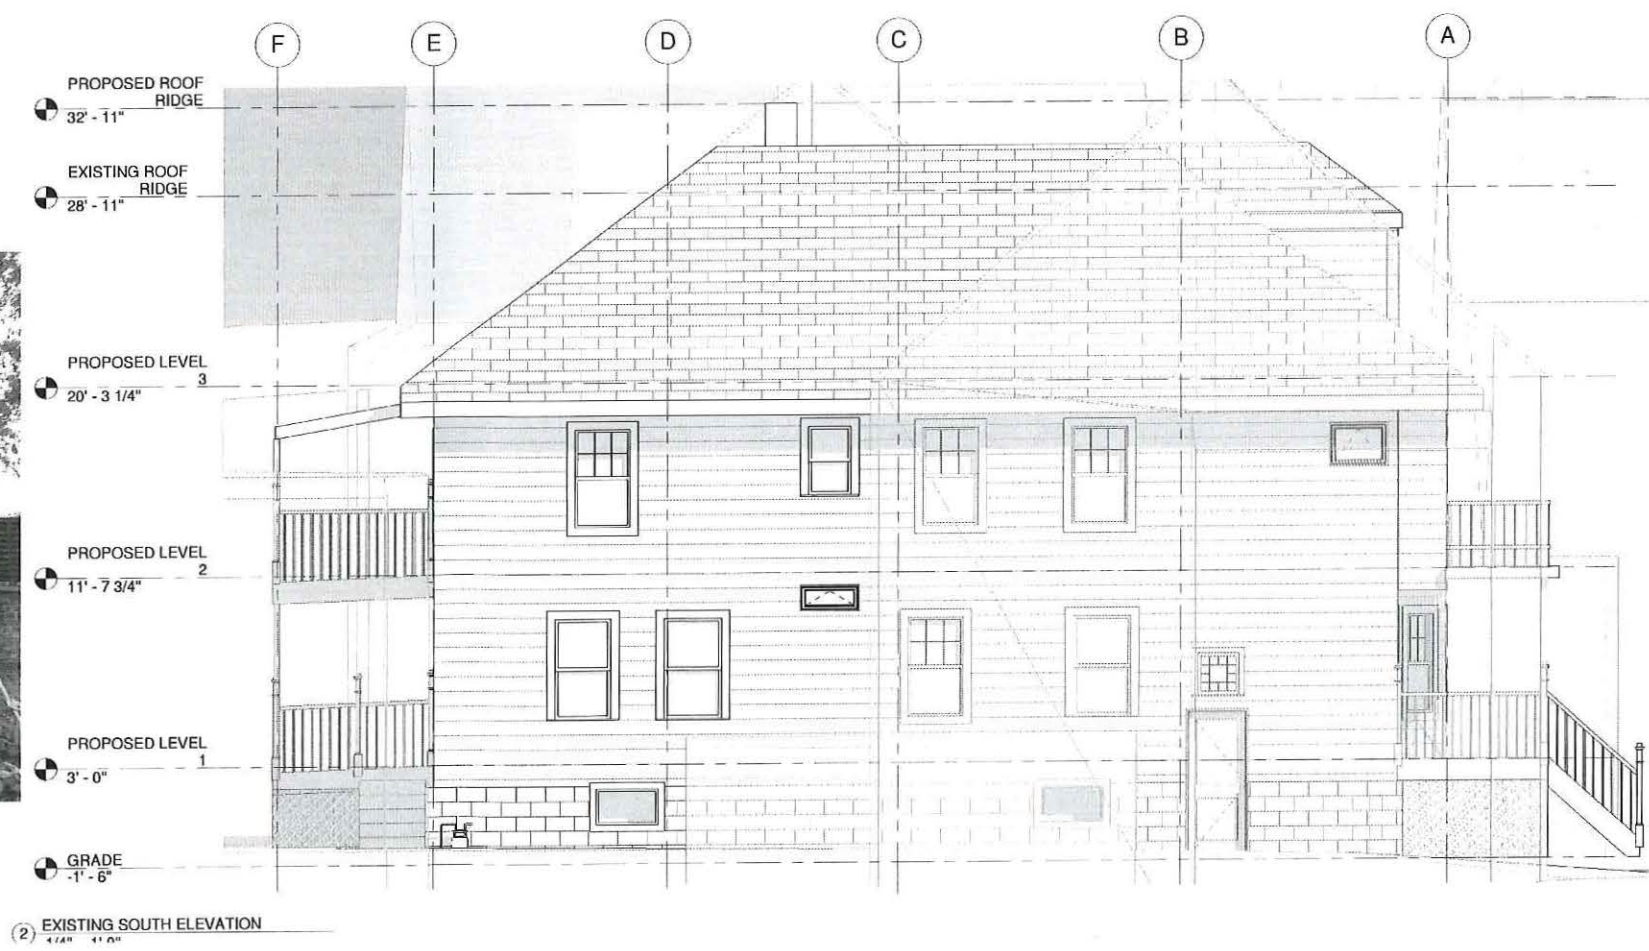 F E D C B A
PROPOSED ROOF
RIDGE
32' - 11"
EXISTING ROOF
RIDGE
28' - 11"
PROPOSED LEVEL
3
20' - 3 1/4"
PROPOSED LEVEL
2
11' - 7 3/4"
PROPOSED LEVEL
1
3' - 0"
GRADE
-1' - 6"
2 EXISTING SOUTH ELEVATION